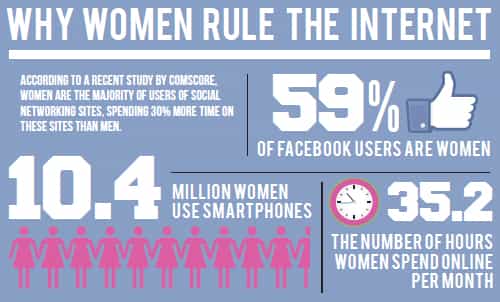 WHY WOMEN RULE THE INTERNET
ACCORDING TO A RECENT STUDY BY COMSCORE,
WOMEN ARE THE MAJORITY OF USERS OF SOCIAL
NETWORKING SITES, SPENDING 30% MORE TIME ON
THESE SITES THAN MEN.
59%
OF FACEBOOK USERS ARE WOMEN
10.4
MILLION WOMEN
USE SMARTPHONES
35.2
THE NUMBER OF HOURS
WOMEN SPEND ONLINE
PER MONTH